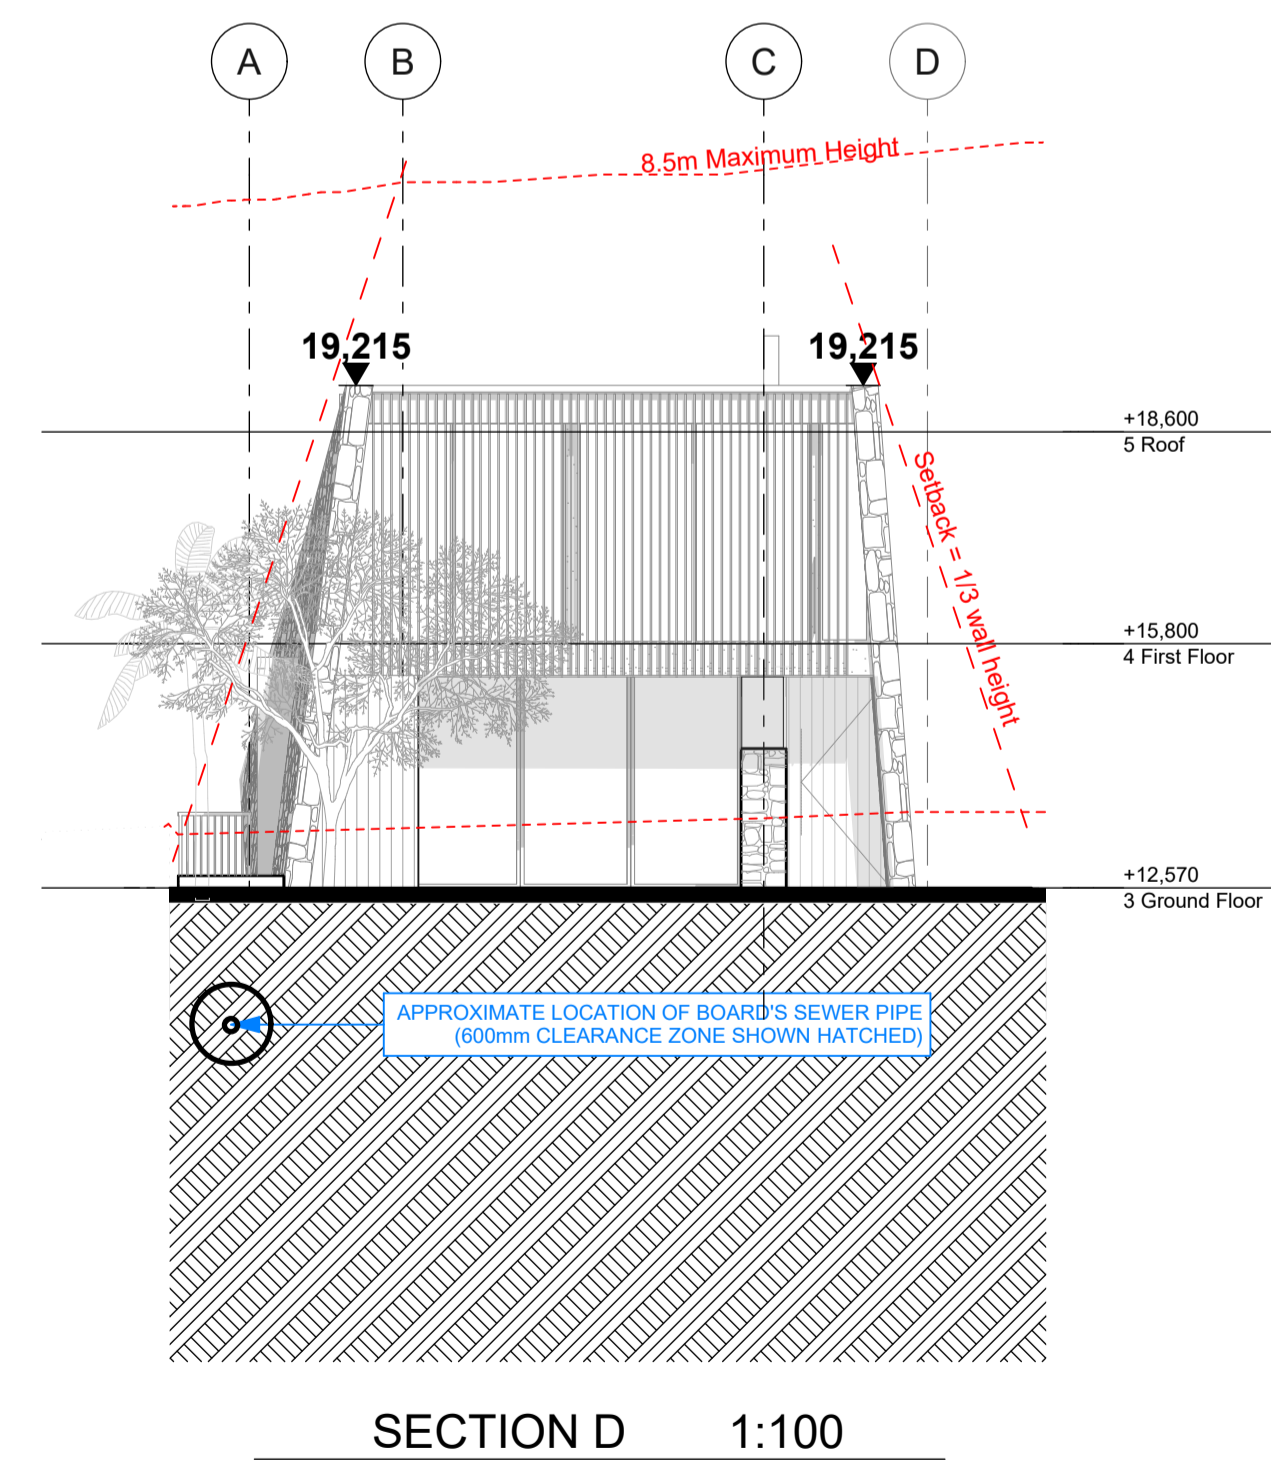 A
B
C
D
8.5m Maximum Height
19,215
19,215
+18,600
5 Roof
Setback = 1/3 wall height
+15,800
4 First Floor
+12,570
3 Ground Floor
APPROXIMATE LOCATION OF BOARD'S SEWER PIPE
(600mm CLEARANCE ZONE SHOWN HATCHED)
SECTION D 1:100